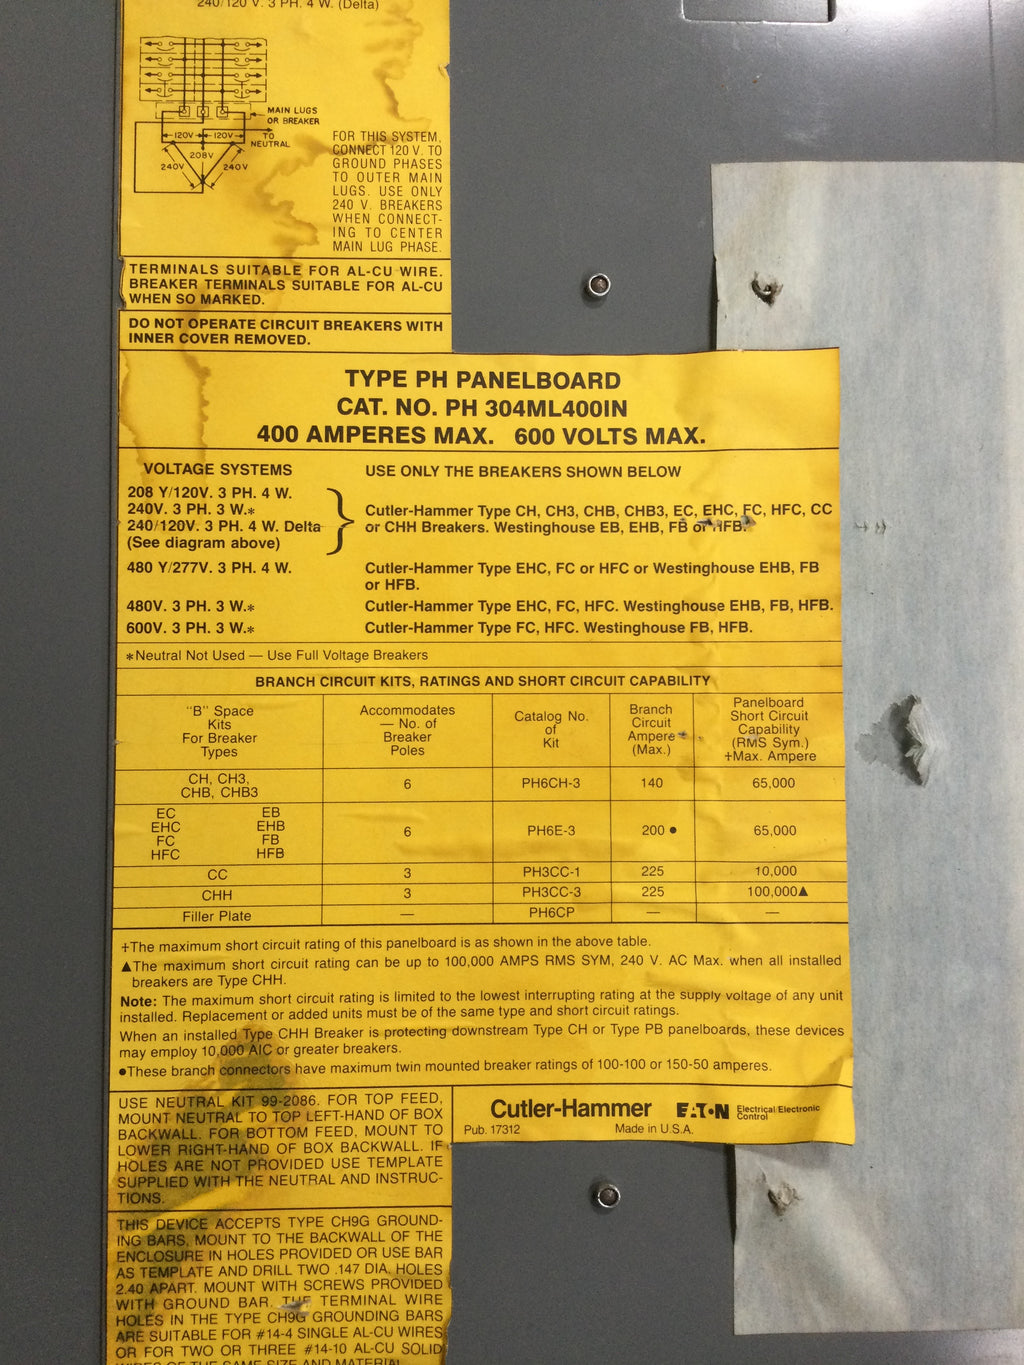 240/120 V. 3 PH. 4 W. (Delta)
MAIN LUGS
OR BREAKER
120V
120V
TO
NEUTRAL
208V
240V
240V
FOR THIS SYSTEM,
CONNECT 120 V. TO
GROUND PHASES
TO OUTER MAIN
LUGS. USE ONLY
240 V. BREAKERS
WHEN CONNECT-
ING TO CENTER
MAIN LUG PHASE.
TERMINALS SUITABLE FOR AL-CU WIRE.
BREAKER TERMINALS SUITABLE FOR AL-CU
WHEN SO MARKED.
DO NOT OPERATE CIRCUIT BREAKERS WITH
INNER COVER REMOVED.
TYPE PH PANELBOARD
CAT. NO. PH 304ML400IN
400 AMPERES MAX. 600 VOLTS MAX.
VOLTAGE SYSTEMS
USE ONLY THE BREAKERS SHOWN BELOW
208 Y/120V. 3 PH. 4 W.
240V. 3 PH. 3 W.*
240/120V. 3 PH. 4 W. Delta
(See diagram above)
Cutler-Hammer Type CH, CH3, CHB, CHB3, EC, EHC, FC, HFC, CC
or CHH Breakers. Westinghouse EB, EHB, FB or HFB.
480 Y/277V. 3 PH. 4 W.
Cutler-Hammer Type EHC, FC or HFC or Westinghouse EHB, FB
or HFB.
480V. 3 PH. 3 W.*
Cutler-Hammer Type EHC, FC, HFC. Westinghouse EHB, FB, HFB.
600V. 3 PH. 3 W.*
Cutler-Hammer Type FC, HFC. Westinghouse FB, HFB.
*Neutral Not Used — Use Full Voltage Breakers
BRANCH CIRCUIT KITS, RATINGS AND SHORT CIRCUIT CAPABILITY
"B" Space
Kits
For Breaker
Types
Accommodates
— No. of
Breaker
Poles
Catalog No.
of
Kit
Branch
Circuit
Ampere
(Max.)
Panelboard
Short Circuit
Capability
(RMS Sym.)
+Max. Ampere
CH, CH3,
CHB, CHB3
6
PH6CH-3
140
65,000
EC EB
EHC EHB
FC FB
HFC HFB
6
PH6E-3
200 ●
65,000
CC
3
PH3CC-1
225
10,000
CHH
3
PH3CC-3
225
100,000▲
Filler Plate
—
PH6CP
—
—
+The maximum short circuit rating of this panelboard is as shown in the above table.
▲The maximum short circuit rating can be up to 100,000 AMPS RMS SYM, 240 V. AC Max. when all installed
breakers are Type CHH.
Note: The maximum short circuit rating is limited to the lowest interrupting rating at the supply voltage of any unit
installed. Replacement or added units must be of the same type and short circuit ratings.
When an installed Type CHH Breaker is protecting downstream Type CH or Type PB panelboards, these devices
may employ 10,000 AIC or greater breakers.
●These branch connectors have maximum twin mounted breaker ratings of 100-100 or 150-50 amperes.
USE NEUTRAL KIT 99-2086. FOR TOP FEED,
MOUNT NEUTRAL TO TOP LEFT-HAND OF BOX
BACKWALL. FOR BOTTOM FEED, MOUNT TO
LOWER RIGHT-HAND OF BOX BACKWALL. IF
HOLES ARE NOT PROVIDED USE TEMPLATE
SUPPLIED WITH THE NEUTRAL AND INSTRUC-
TIONS.
Cutler-Hammer
EATON
Electrical/Electronic
Control
Pub. 17312
Made in U.S.A.
THIS DEVICE ACCEPTS TYPE CH9G GROUND-
ING BARS, MOUNT TO THE BACKWALL OF THE
ENCLOSURE IN HOLES PROVIDED OR USE BAR
AS TEMPLATE AND DRILL TWO .147 DIA. HOLES
2.40 APART. MOUNT WITH SCREWS PROVIDED
WITH GROUND BAR. THE TERMINAL WIRE
HOLES IN THE TYPE CH9G GROUNDING BARS
ARE SUITABLE FOR #14-4 SINGLE AL-CU WIRES
OR FOR TWO OR THREE #14-10 AL-CU SOLID
WIRES OF THE SAME SIZE AND MATERIAL